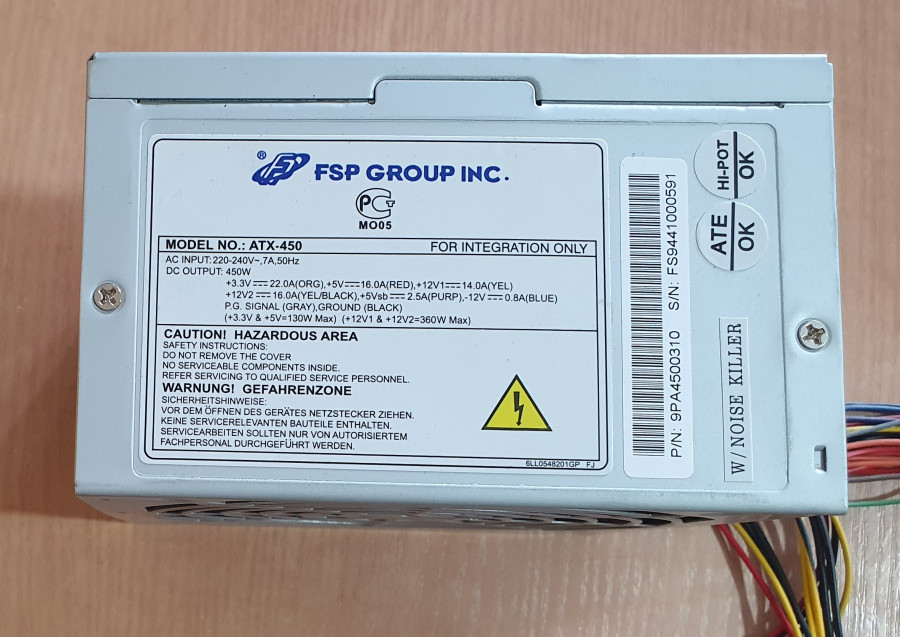 ® FSP GROUP INC.
MO05
MODEL NO.: ATX-450 FOR INTEGRATION ONLY
AC INPUT:220-240V~,7A,50Hz
DC OUTPUT: 450W
+3.3V⎓22.0A(ORG),+5V⎓16.0A(RED),+12V1⎓14.0A(YEL)
+12V2⎓16.0A(YEL/BLACK),+5Vsb⎓2.5A(PURP),-12V⎓0.8A(BLUE)
P.G. SIGNAL (GRAY),GROUND (BLACK)
(+3.3V & +5V=130W Max) (+12V1 & +12V2=360W Max)
CAUTION! HAZARDOUS AREA
SAFETY INSTRUCTIONS:
DO NOT REMOVE THE COVER
NO SERVICEABLE COMPONENTS INSIDE.
REFER SERVICING TO QUALIFIED SERVICE PERSONNEL.
WARNUNG! GEFAHRENZONE
SICHERHEITSHINWEISE:
VOR DEM ÖFFNEN DES GERÄTES NETZSTECKER ZIEHEN.
KEINE SERVICERELEVANTEN BAUTEILE ENTHALTEN.
SERVICEARBEITEN SOLLTEN NUR VON AUTORISIERTEM
FACHPERSONAL DURCHGEFÜHRT WERDEN.
6LL0548201GP FJ
P/N: 9PA4500310 S/N: FS9441000591
HI-POT
OK
ATE
OK
W/NOISE KILLER